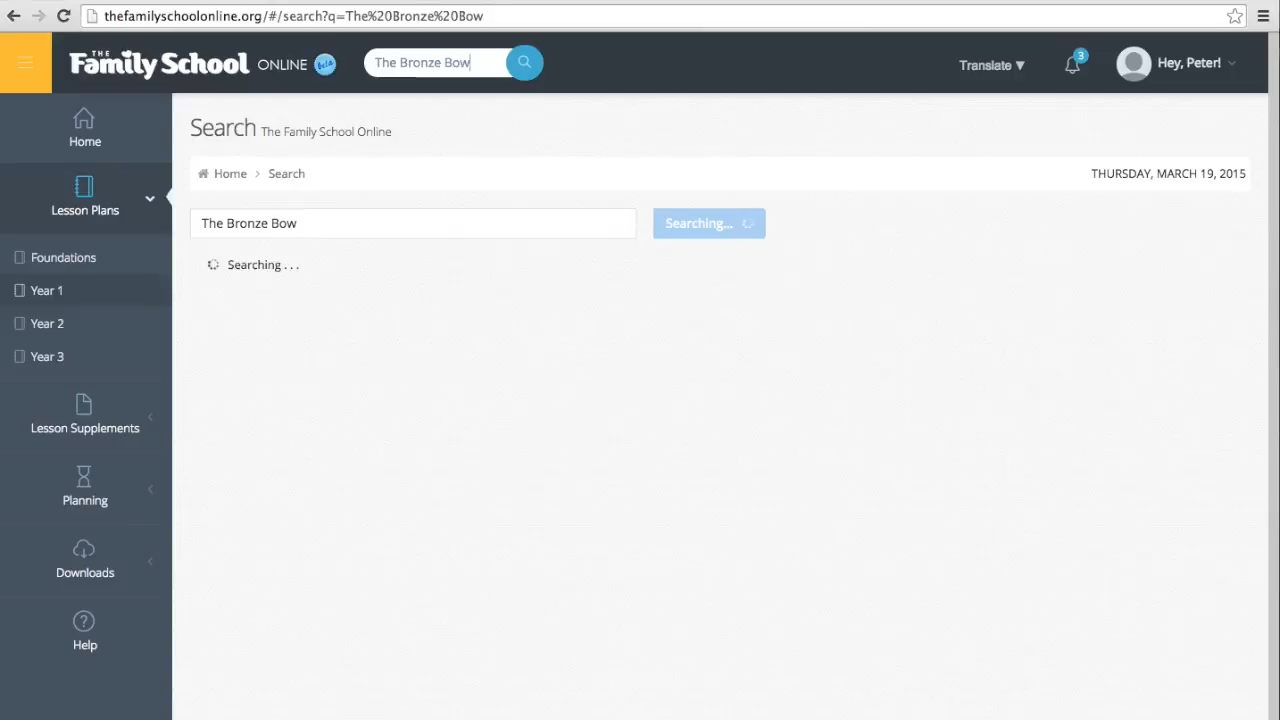 thefamilyschoolonline.org/#/search?q=The%20Bronze%20Bow
THE
Family School ONLINE
The Bronze Bow
Translate ▼
3
Hey, Peter!
Home
Lesson Plans
Foundations
Year 1
Year 2
Year 3
Lesson Supplements
Planning
Downloads
Help
Search The Family School Online
Home > Search
THURSDAY, MARCH 19, 2015
The Bronze Bow
Searching...
Searching . . .